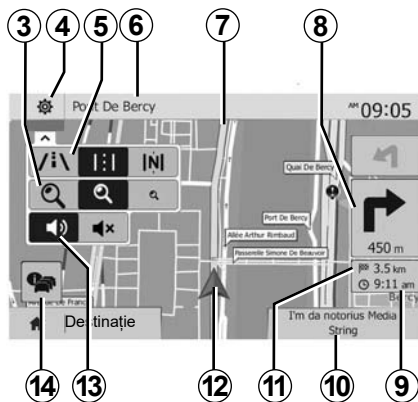 3
4
5
6
7
8
Pont De Bercy
AM 09:05
N
Quai De Bercy
Port De Bercy
450 m
Allée Arthur Rimbaud
Passerelle Simone De Beauvoir
3.5 km
9:11 am
Bercy
Destinație
I'm da notorius Media
String
14
13
12
11
10
9